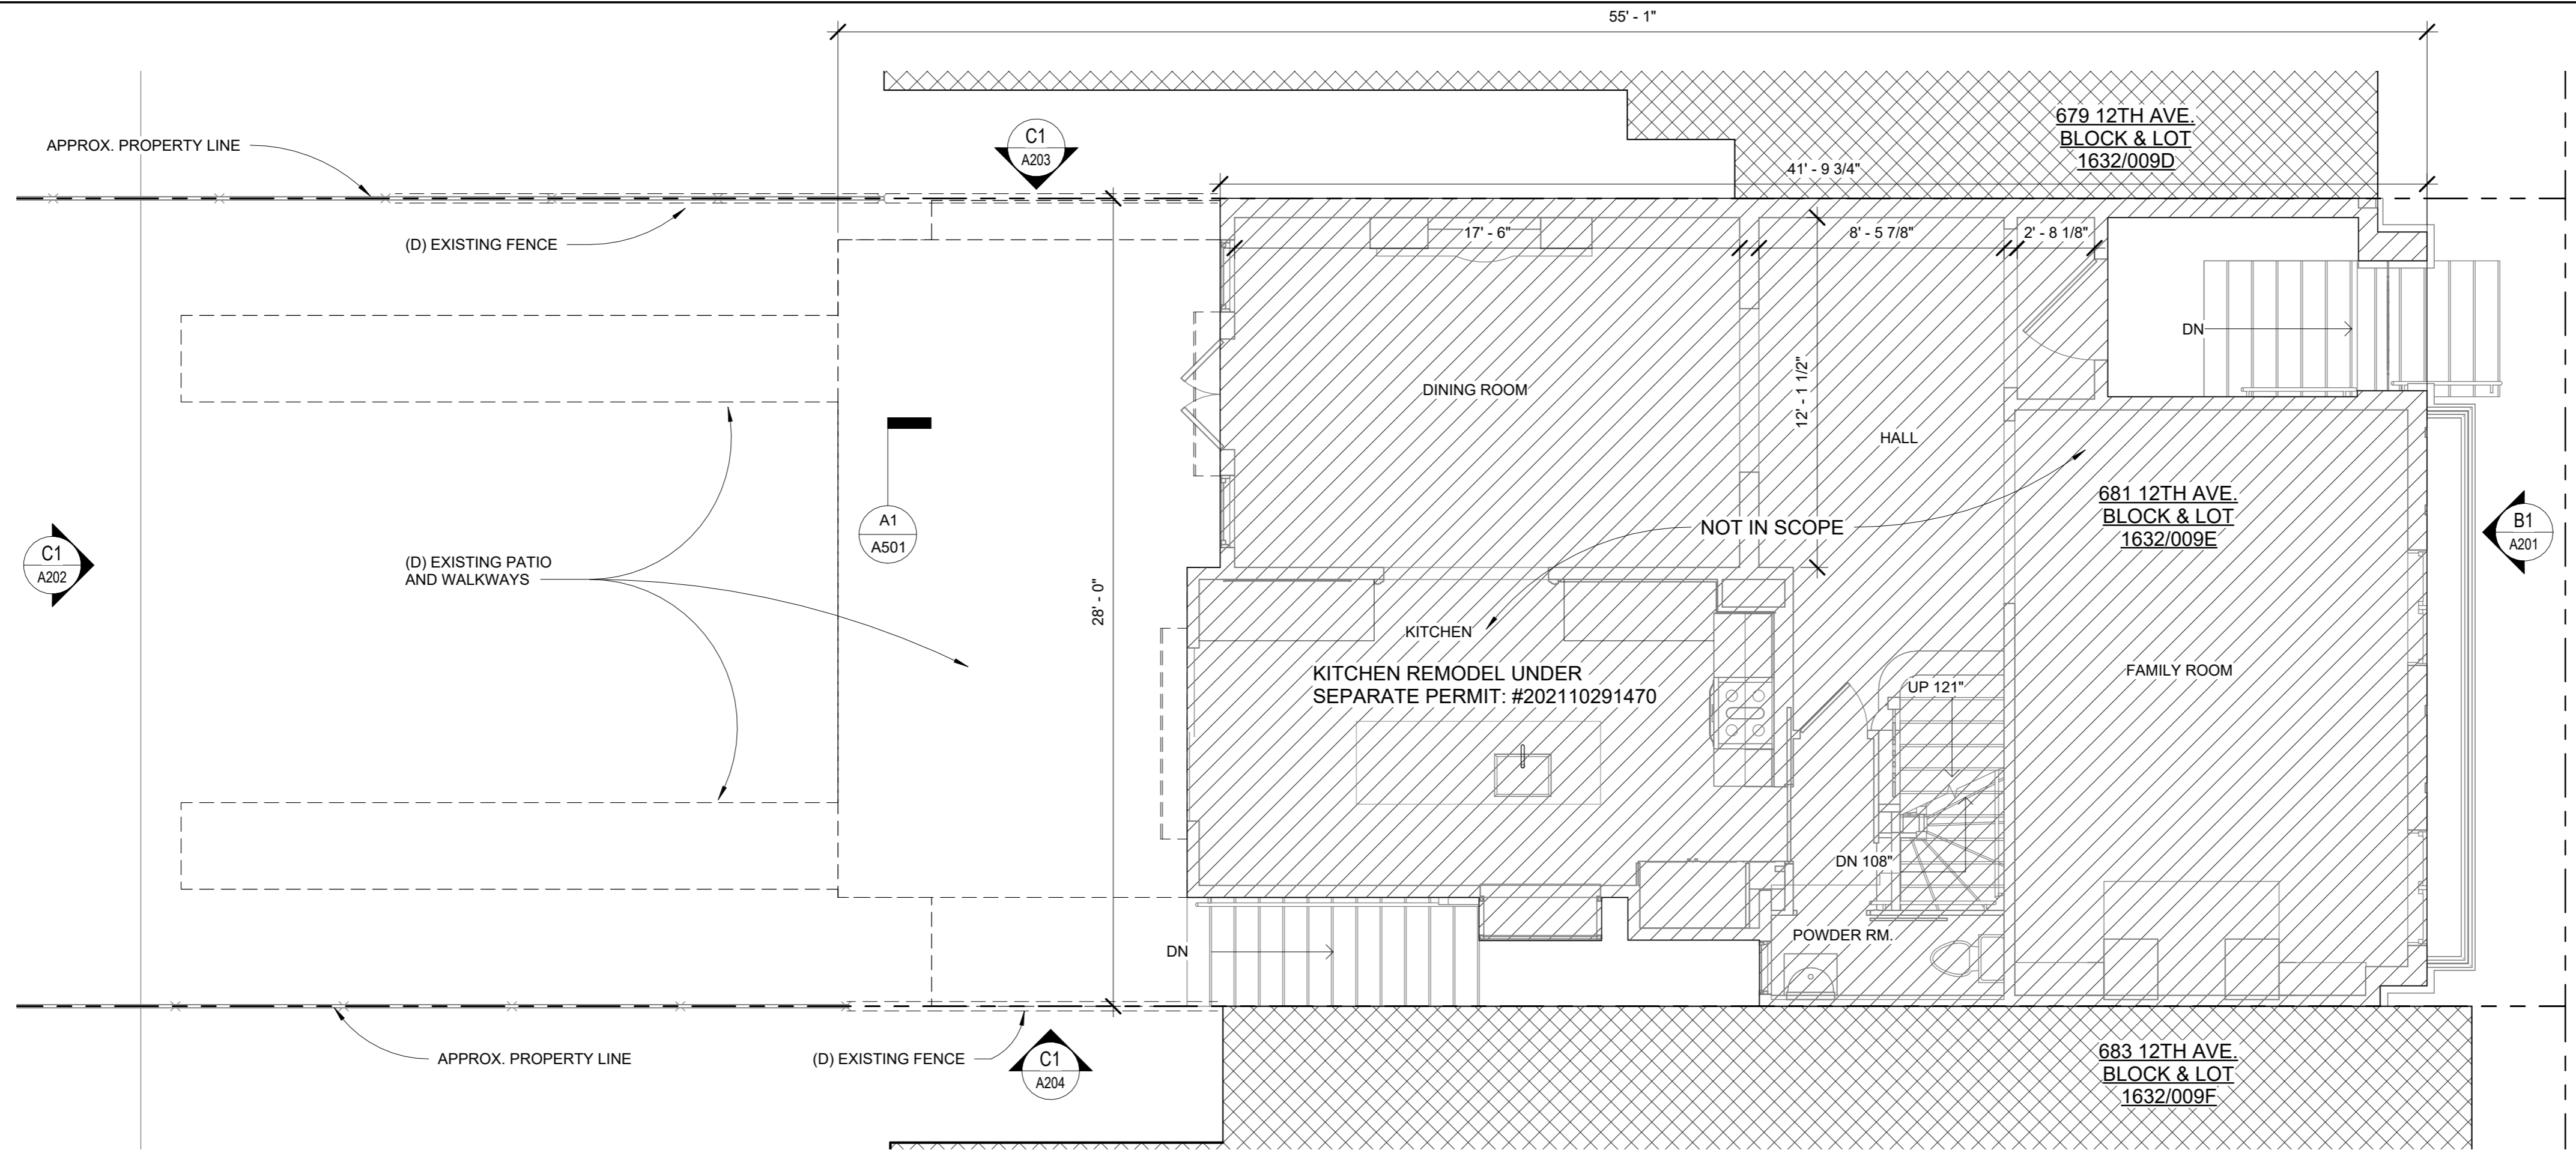 55' - 1"
679 12TH AVE.
BLOCK & LOT
1632/009D
C1
A203
APPROX. PROPERTY LINE
41' - 9 3/4"
(D) EXISTING FENCE
17' - 6"
8' - 5 7/8"
2' - 8 1/8"
DN
DINING ROOM
12' - 1 1/2"
HALL
681 12TH AVE.
BLOCK & LOT
1632/009E
A1
A501
NOT IN SCOPE
B1
A201
C1
A202
(D) EXISTING PATIO
AND WALKWAYS
28' - 0"
KITCHEN
KITCHEN REMODEL UNDER
SEPARATE PERMIT: #202110291470
FAMILY ROOM
UP 121"
DN 108"
POWDER RM.
DN
APPROX. PROPERTY LINE
(D) EXISTING FENCE
C1
A204
683 12TH AVE.
BLOCK & LOT
1632/009F